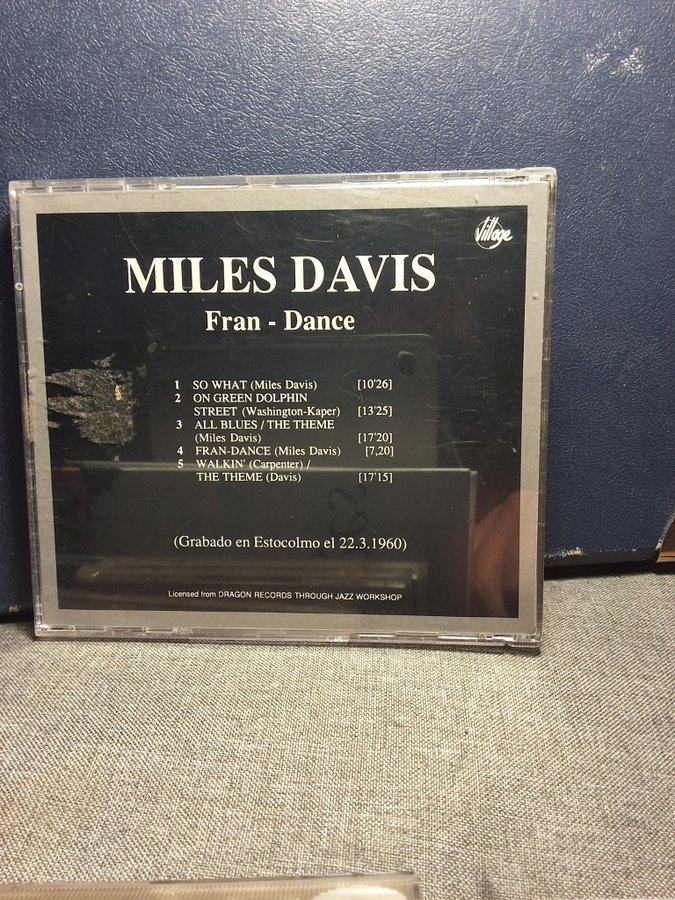 Village
MILES DAVIS
Fran - Dance
1 SO WHAT (Miles Davis) [10'26]
2 ON GREEN DOLPHIN
STREET (Washington-Kaper) [13'25]
3 ALL BLUES / THE THEME
(Miles Davis) [17'20]
4 FRAN-DANCE (Miles Davis) [7,20]
5 WALKIN' (Carpenter) /
THE THEME (Davis) [17'15]
(Grabado en Estocolmo el 22.3.1960)
Licensed from DRAGON RECORDS THROUGH JAZZ WORKSHOP